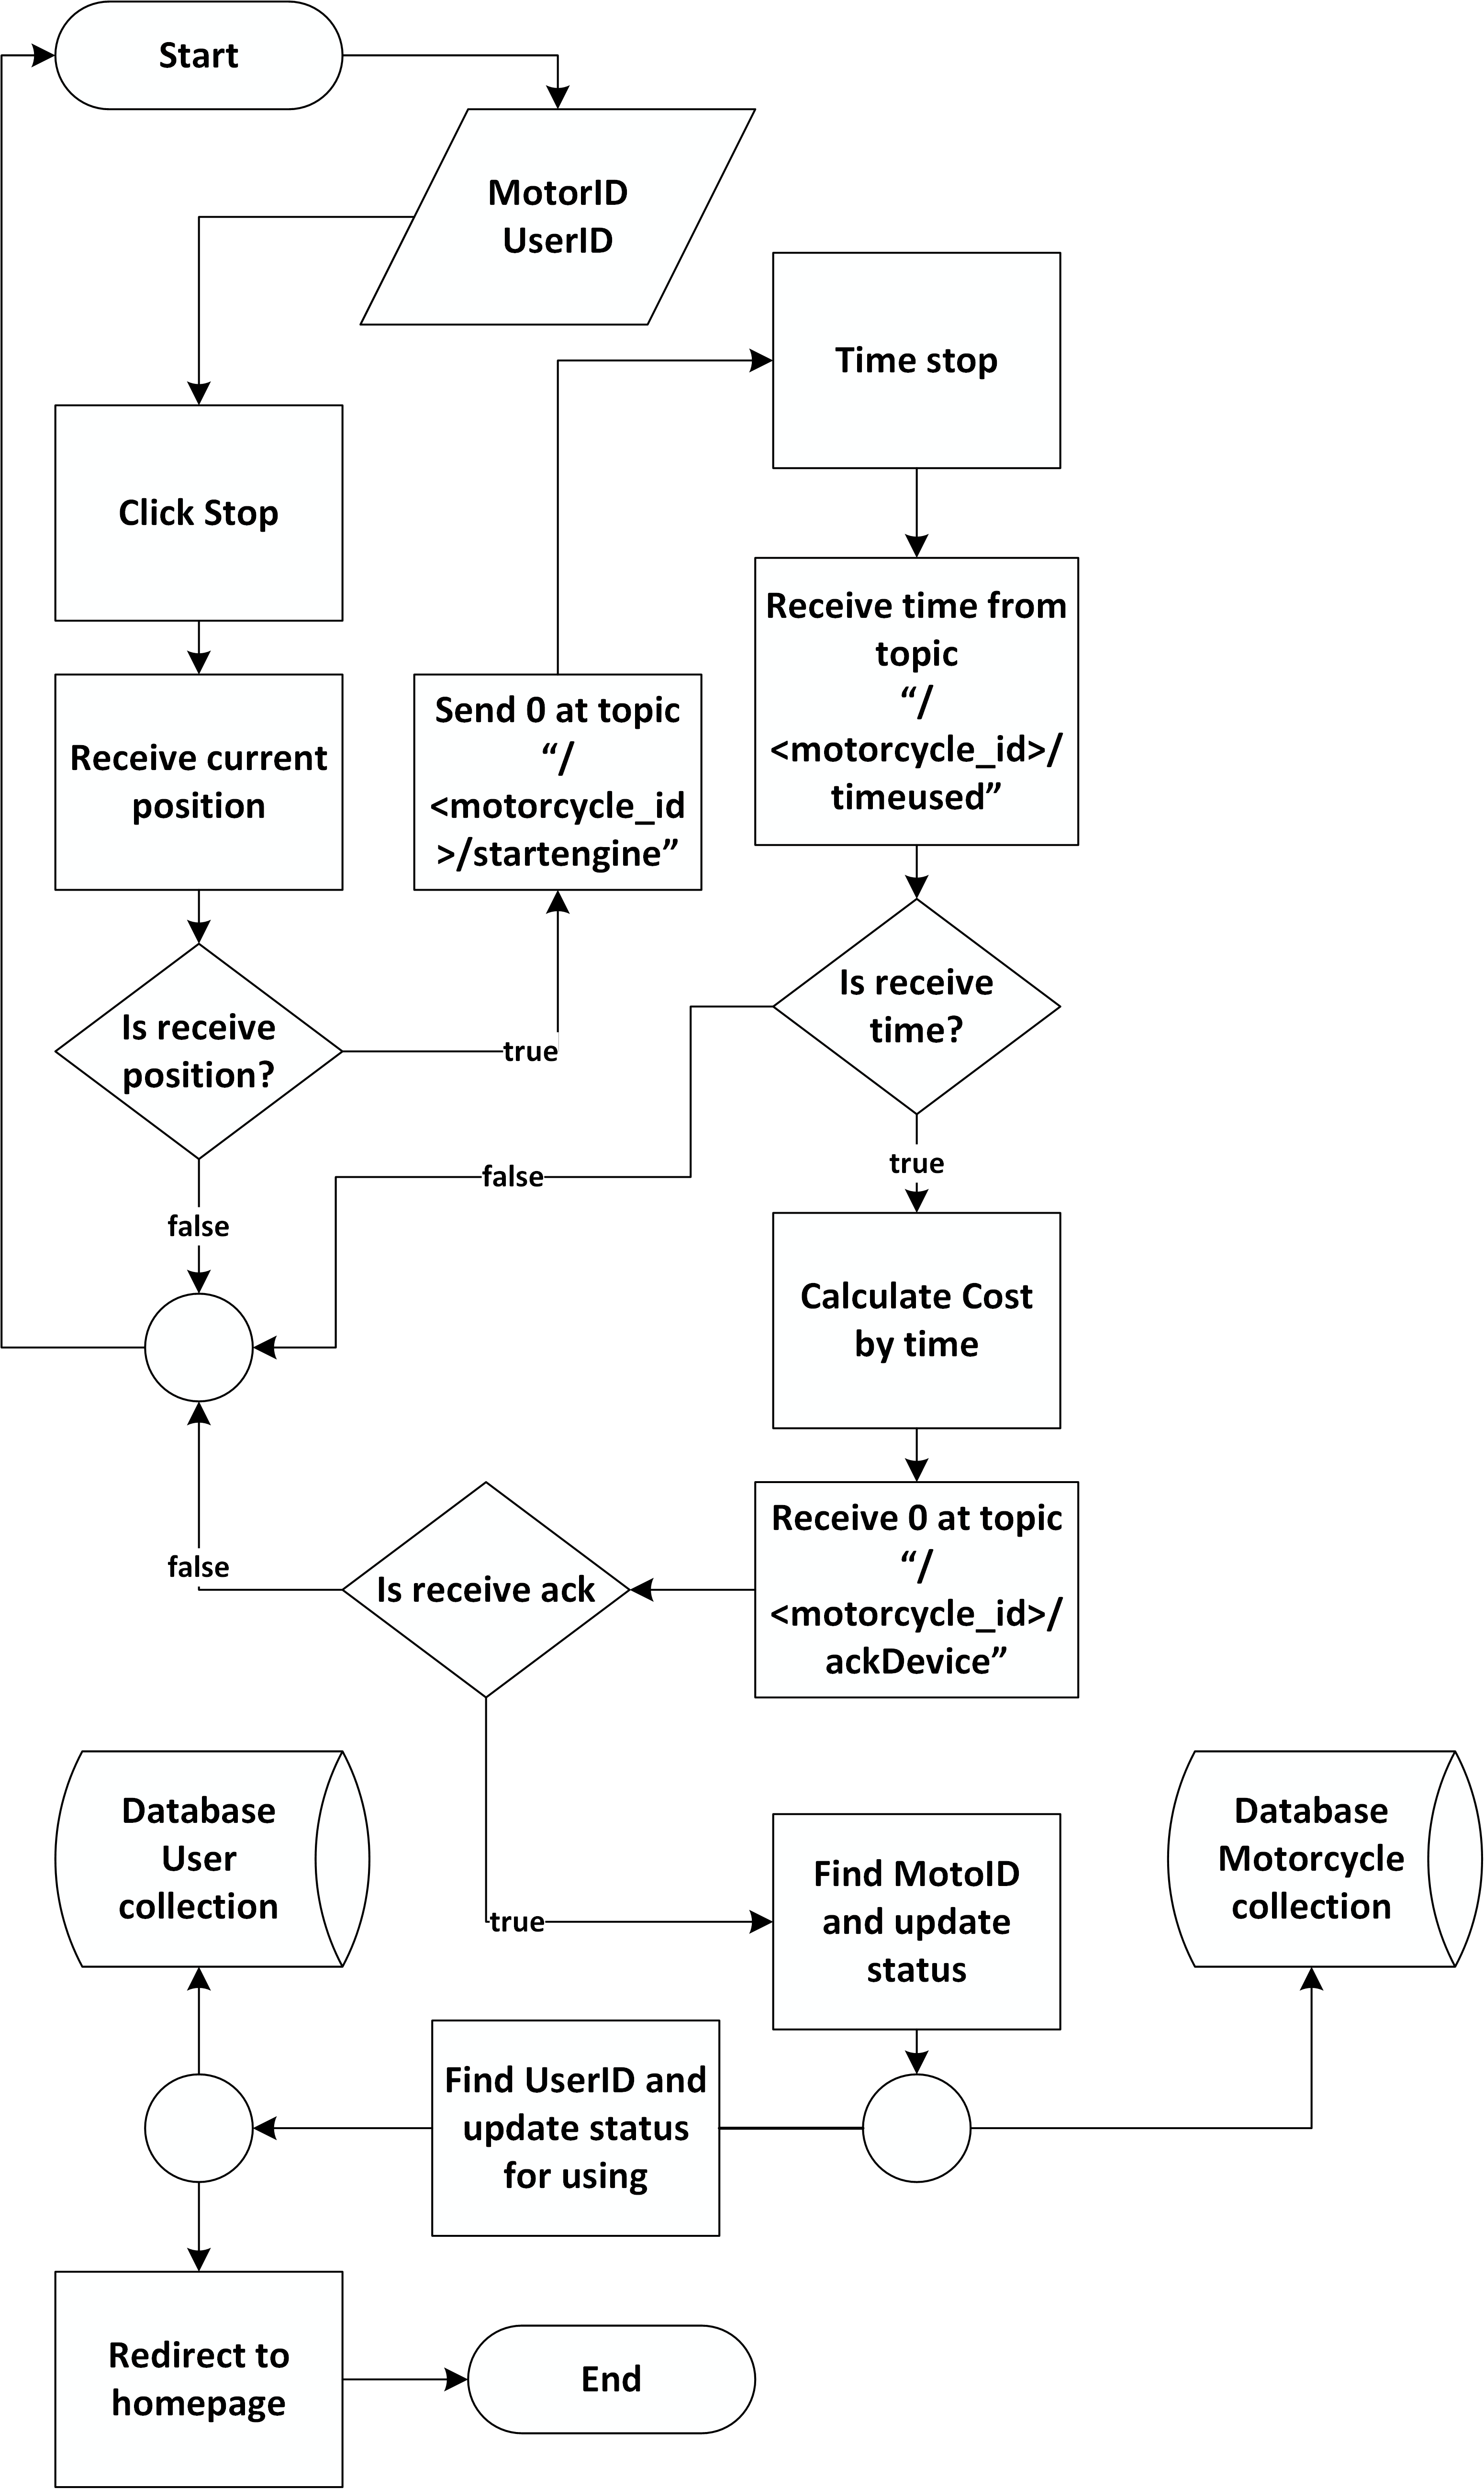 Start
MotorID
UserID
Time stop
Click Stop
Receive time from
topic
“/
<motorcycle_id>/
timeused”
Send 0 at topic
“/
<motorcycle_id
>/startengine”
Receive current
position
Is receive
time?
Is receive
position?
true
true
false
false
Calculate Cost
by time
Receive 0 at topic
“/
<motorcycle_id>/
ackDevice”
Is receive ack
false
true
Database
User
collection
Find MotoID
and update
status
Database
Motorcycle
collection
Find UserID and
update status
for using
Redirect to
homepage
End